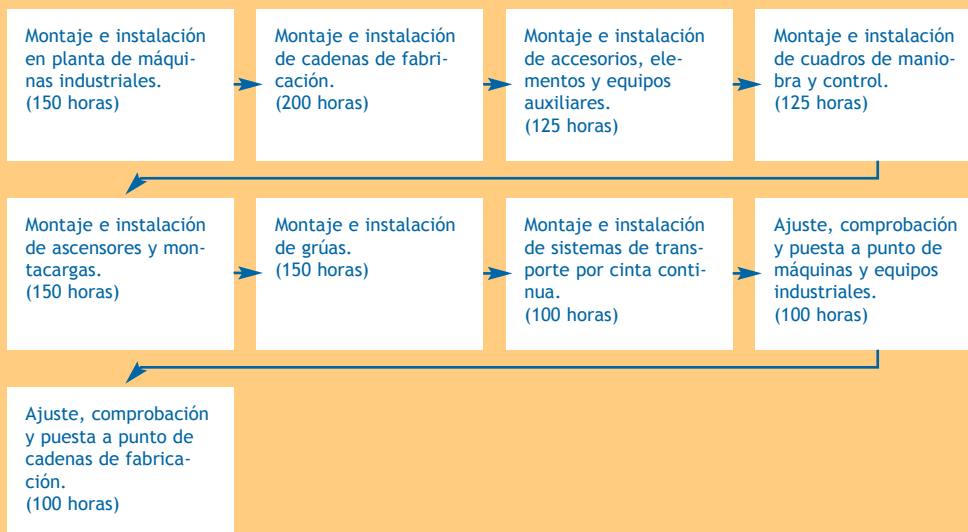 Montaje e instalación
en planta de máqui-
nas industriales.
(150 horas)
Montaje e instalación
de cadenas de fabri-
cación.
(200 horas)
Montaje e instalación
de accesorios, ele-
mentos y equipos
auxiliares.
(125 horas)
Montaje e instalación
de cuadros de manio-
bra y control.
(125 horas)
Montaje e instalación
de ascensores y mon-
tacargas.
(150 horas)
Montaje e instalación
de grúas.
(150 horas)
Montaje e instalación
de sistemas de trans-
porte por cinta conti-
nua.
(100 horas)
Ajuste, comprobación
y puesta a punto de
máquinas y equipos
industriales.
(100 horas)
Ajuste, comprobación
y puesta a punto de
cadenas de fabrica-
ción.
(100 horas)